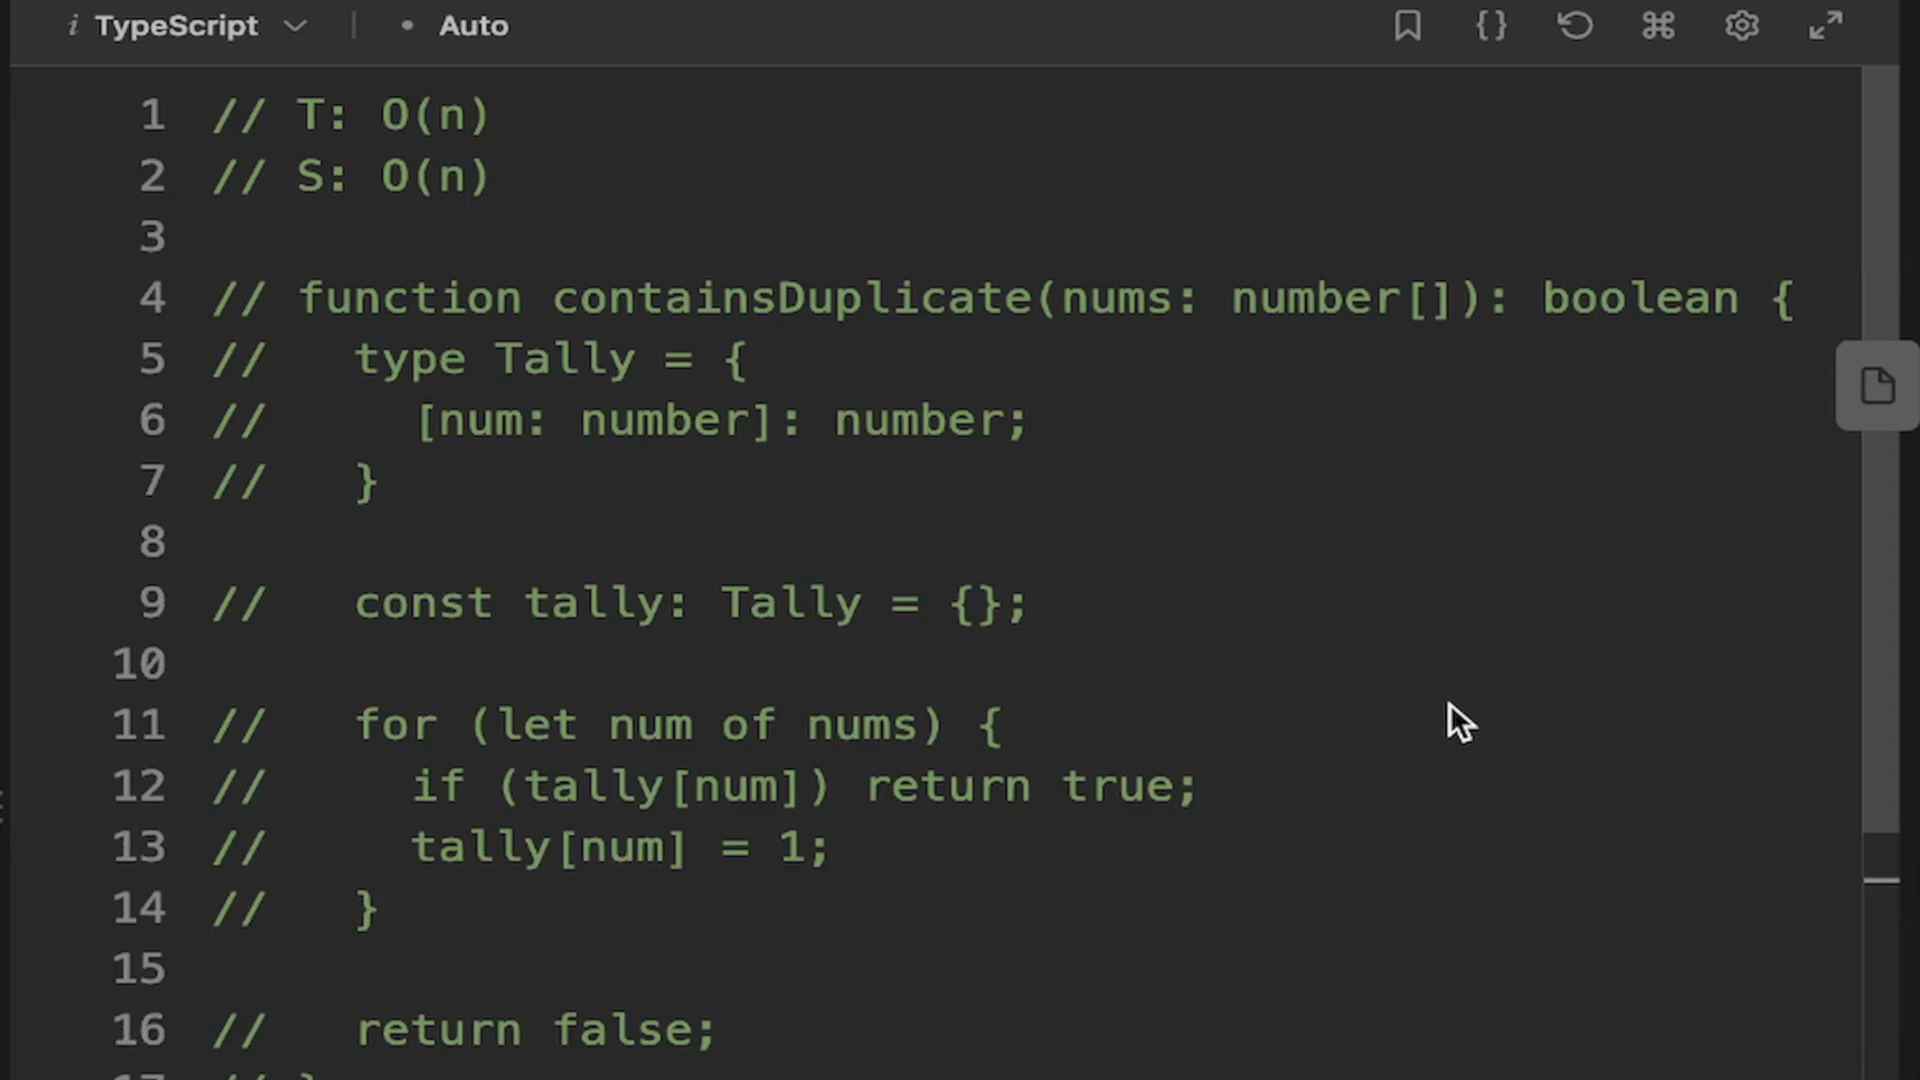 i TypeScript | • Auto
1 // T: O(n)
2 // S: O(n)
3
4 // function containsDuplicate(nums: number[]): boolean {
5 //   type Tally = {
6 //     [num: number]: number;
7 //   }
8
9 //   const tally: Tally = {};
10
11 //   for (let num of nums) {
12 //     if (tally[num]) return true;
13 //     tally[num] = 1;
14 //   }
15
16 //   return false;
17 // }